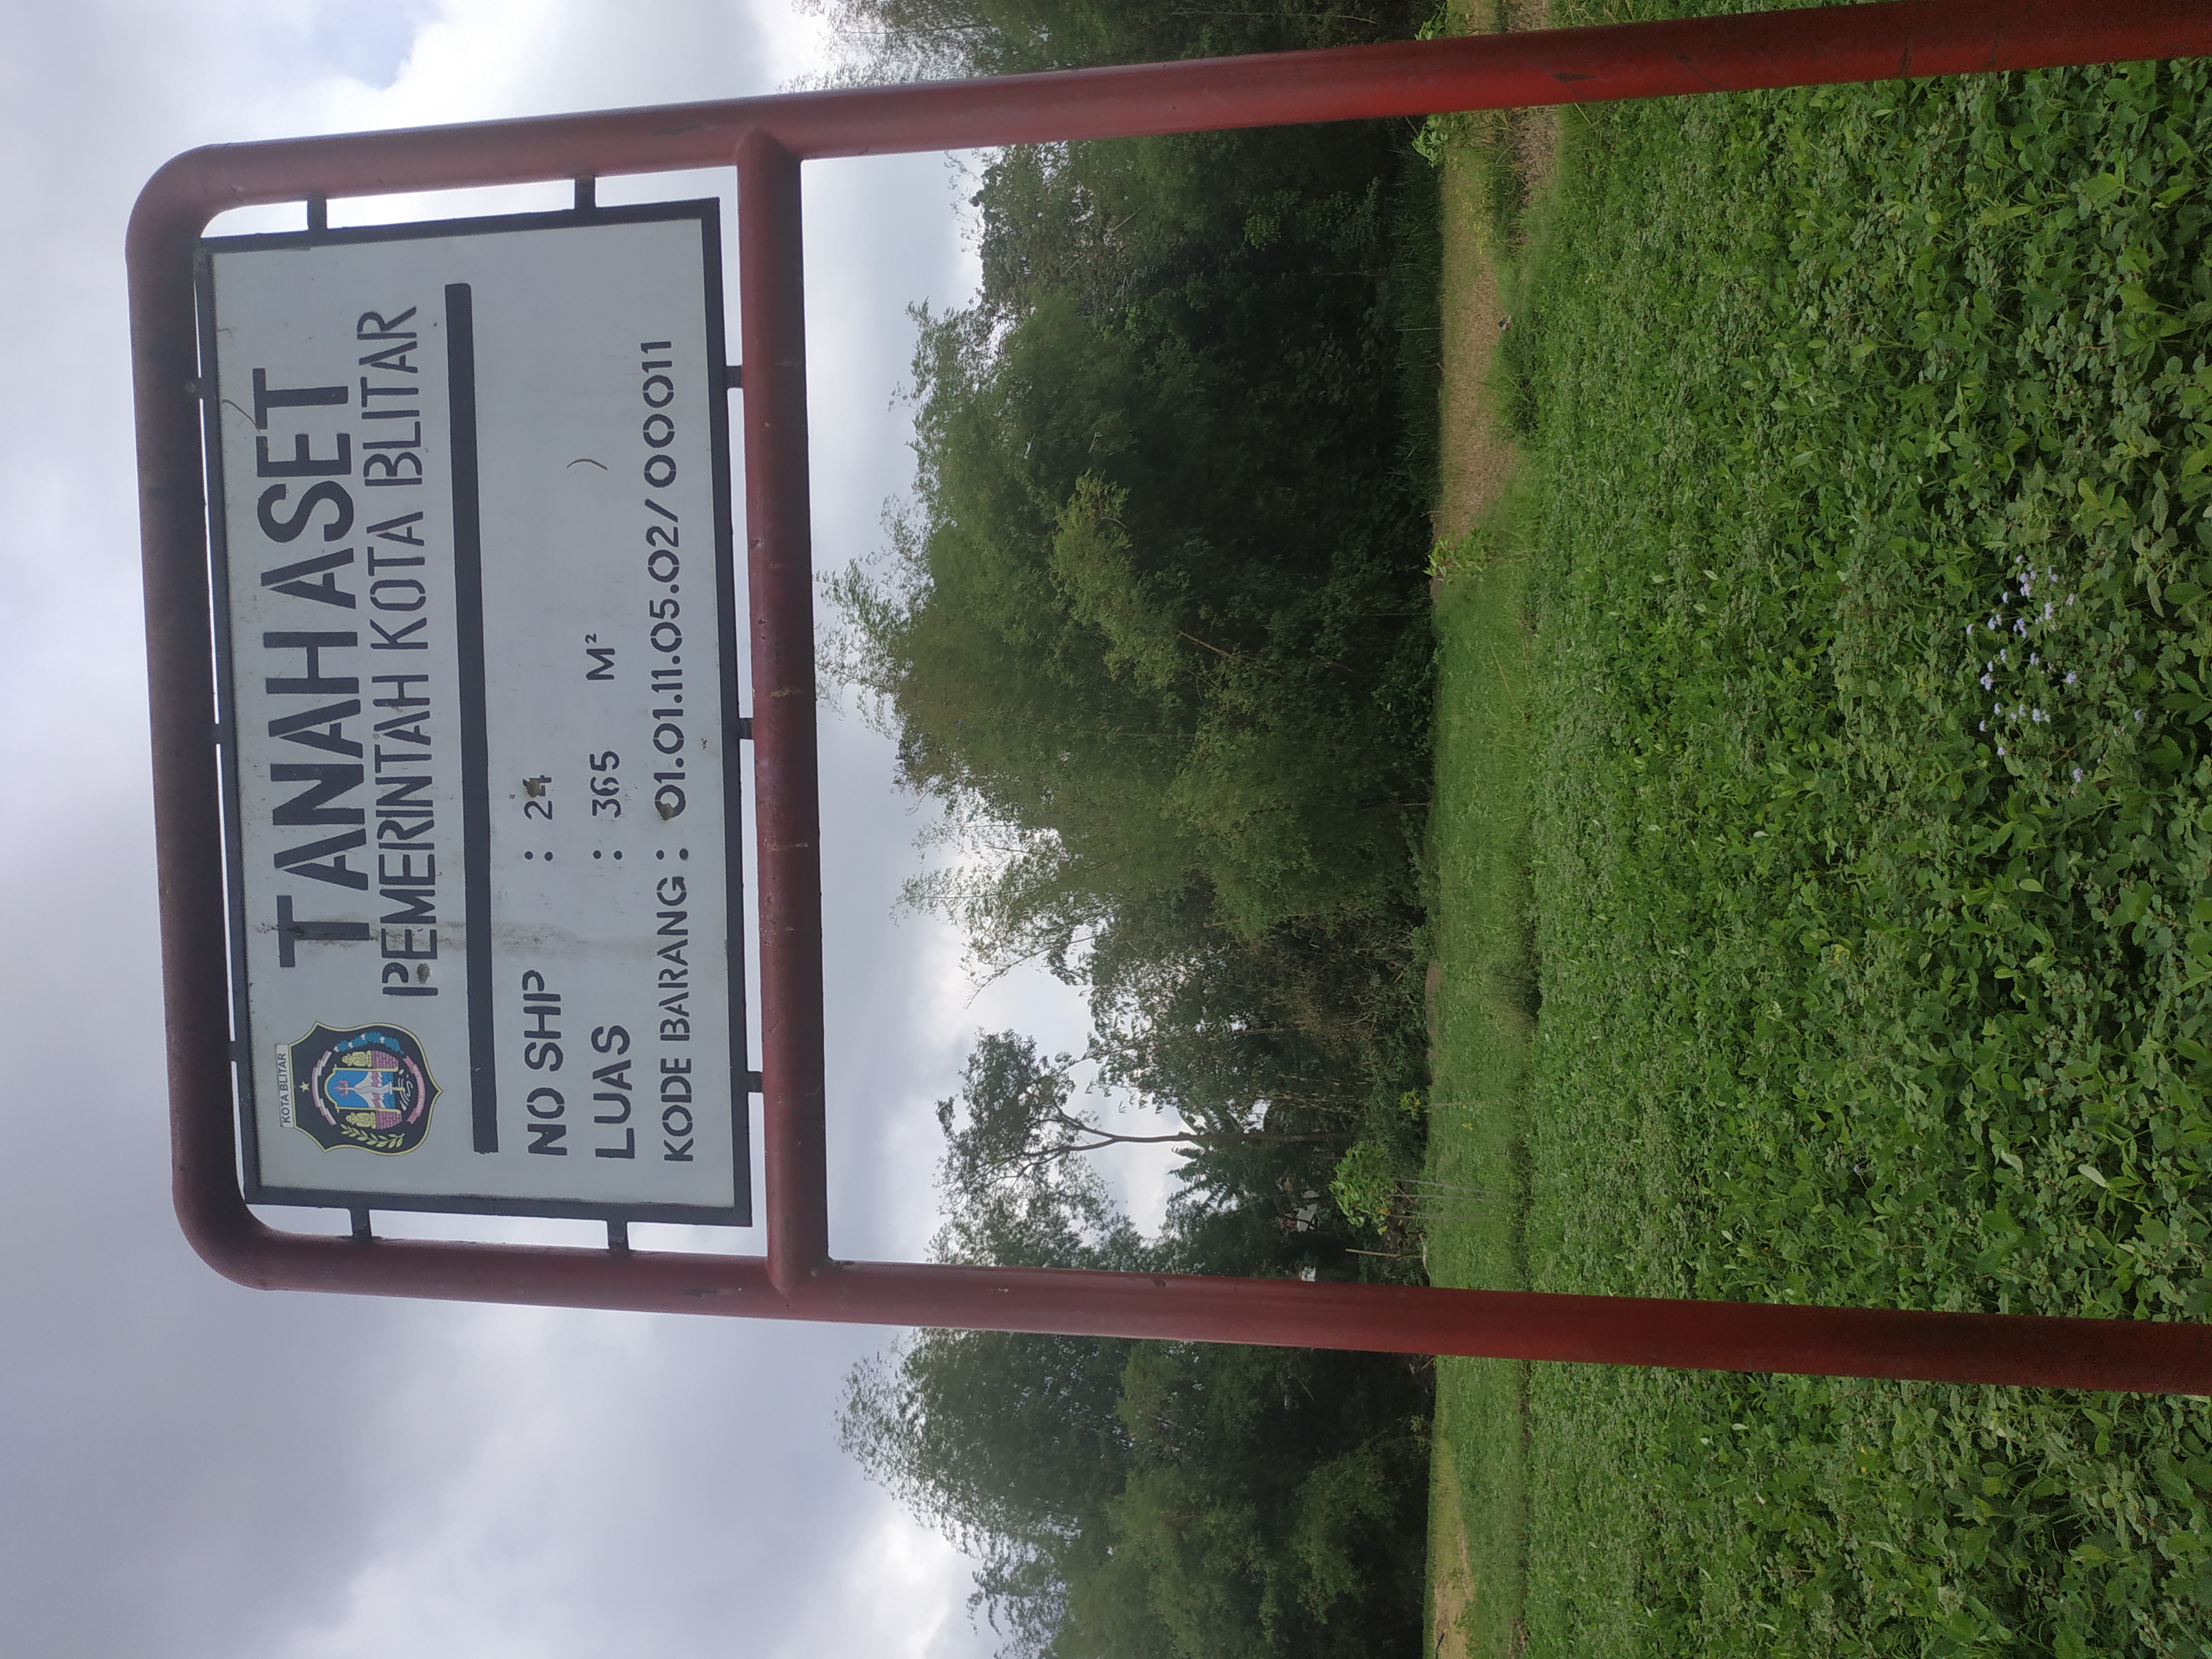 KOTA BLITAR
TANAH ASET
PEMERINTAH KOTA BLITAR
NO SHP : 24
LUAS : 365 M²
KODE BARANG : 01.01.11.05.02/00011